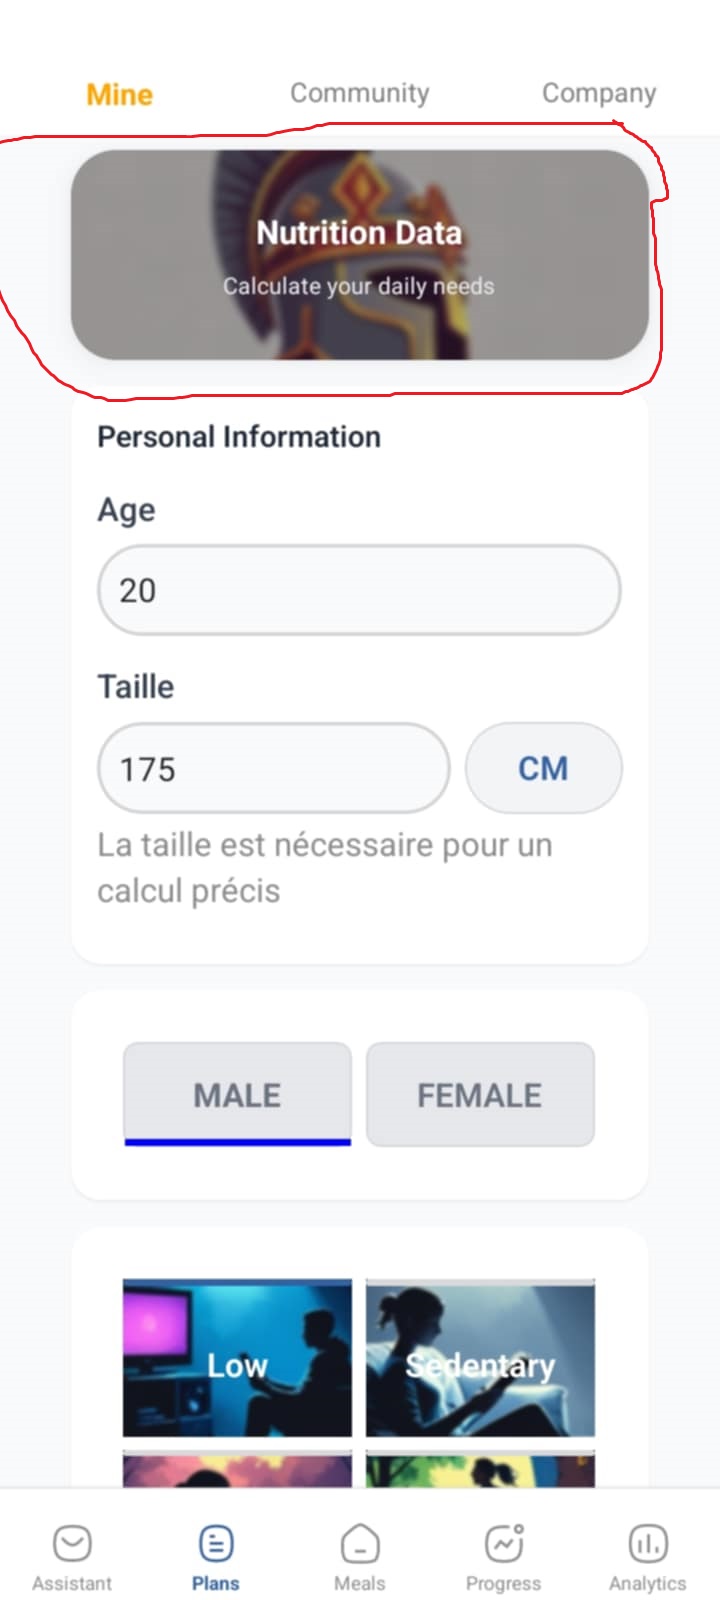 Mine Community Company
Nutrition Data
Calculate your daily needs
Personal Information
Age
20
Taille
175 CM
La taille est nécessaire pour un
calcul précis
MALE FEMALE
Low Sedentary
Assistant Plans Meals Progress Analytics